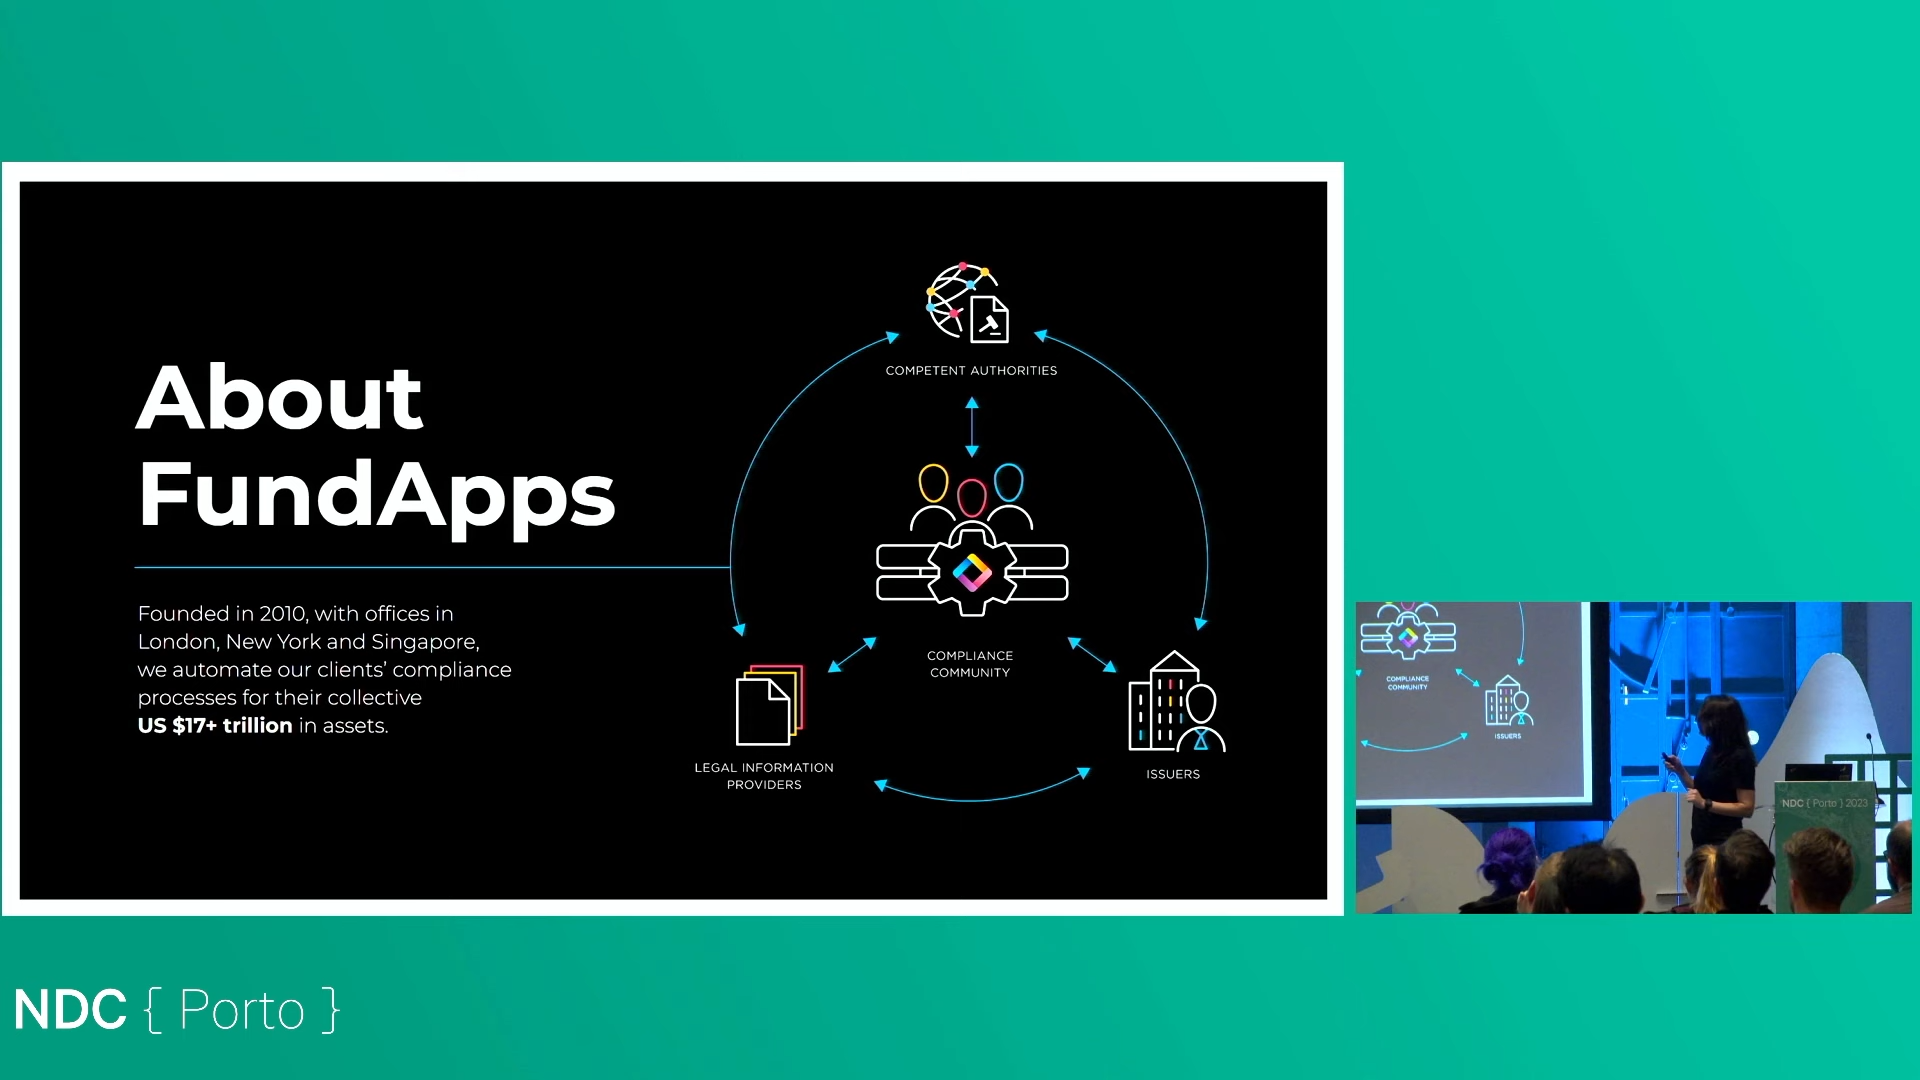 About
FundApps
Founded in 2010, with offices in
London, New York and Singapore,
we automate our clients’ compliance
processes for their collective
US $17+ trillion in assets.
COMPETENT AUTHORITIES
COMPLIANCE
COMMUNITY
LEGAL INFORMATION
PROVIDERS
ISSUERS
COMPLIANCE
COMMUNITY
ISSUERS
NDC { Porto } 2023
NDC { Porto }